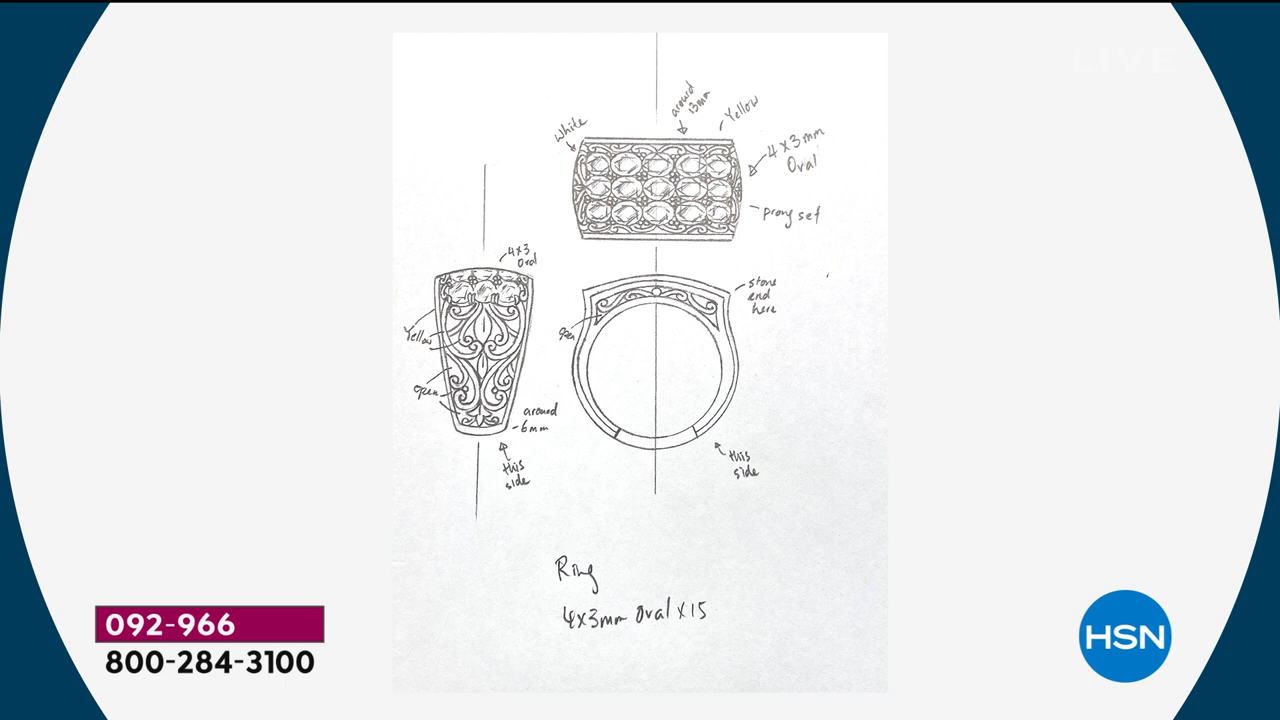 LIVE
around
13mm
Yellow
White
4x3mm
Oval
prong set
4x3
Oval
stone
end
here
Yellow
open
open
around
6mm
this
side
this
side
Ring
4x3mm Oval x15
092-966
800-284-3100
HSN